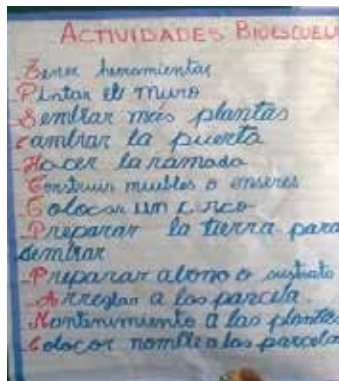 ACTIVIDADES BIOESCUEL
Tener herramientas
Pintar el muro
Sembrar más plantas
Cambiar la puerta
Hacer la ramada
Construir muebles o enseres
Colocar un cerco
Preparar la tierra para
sembrar
Preparar abono o sustrato
Arreglar a las parcela.
Mantenimiento a las plantas
Colocar nombre a las parcelas